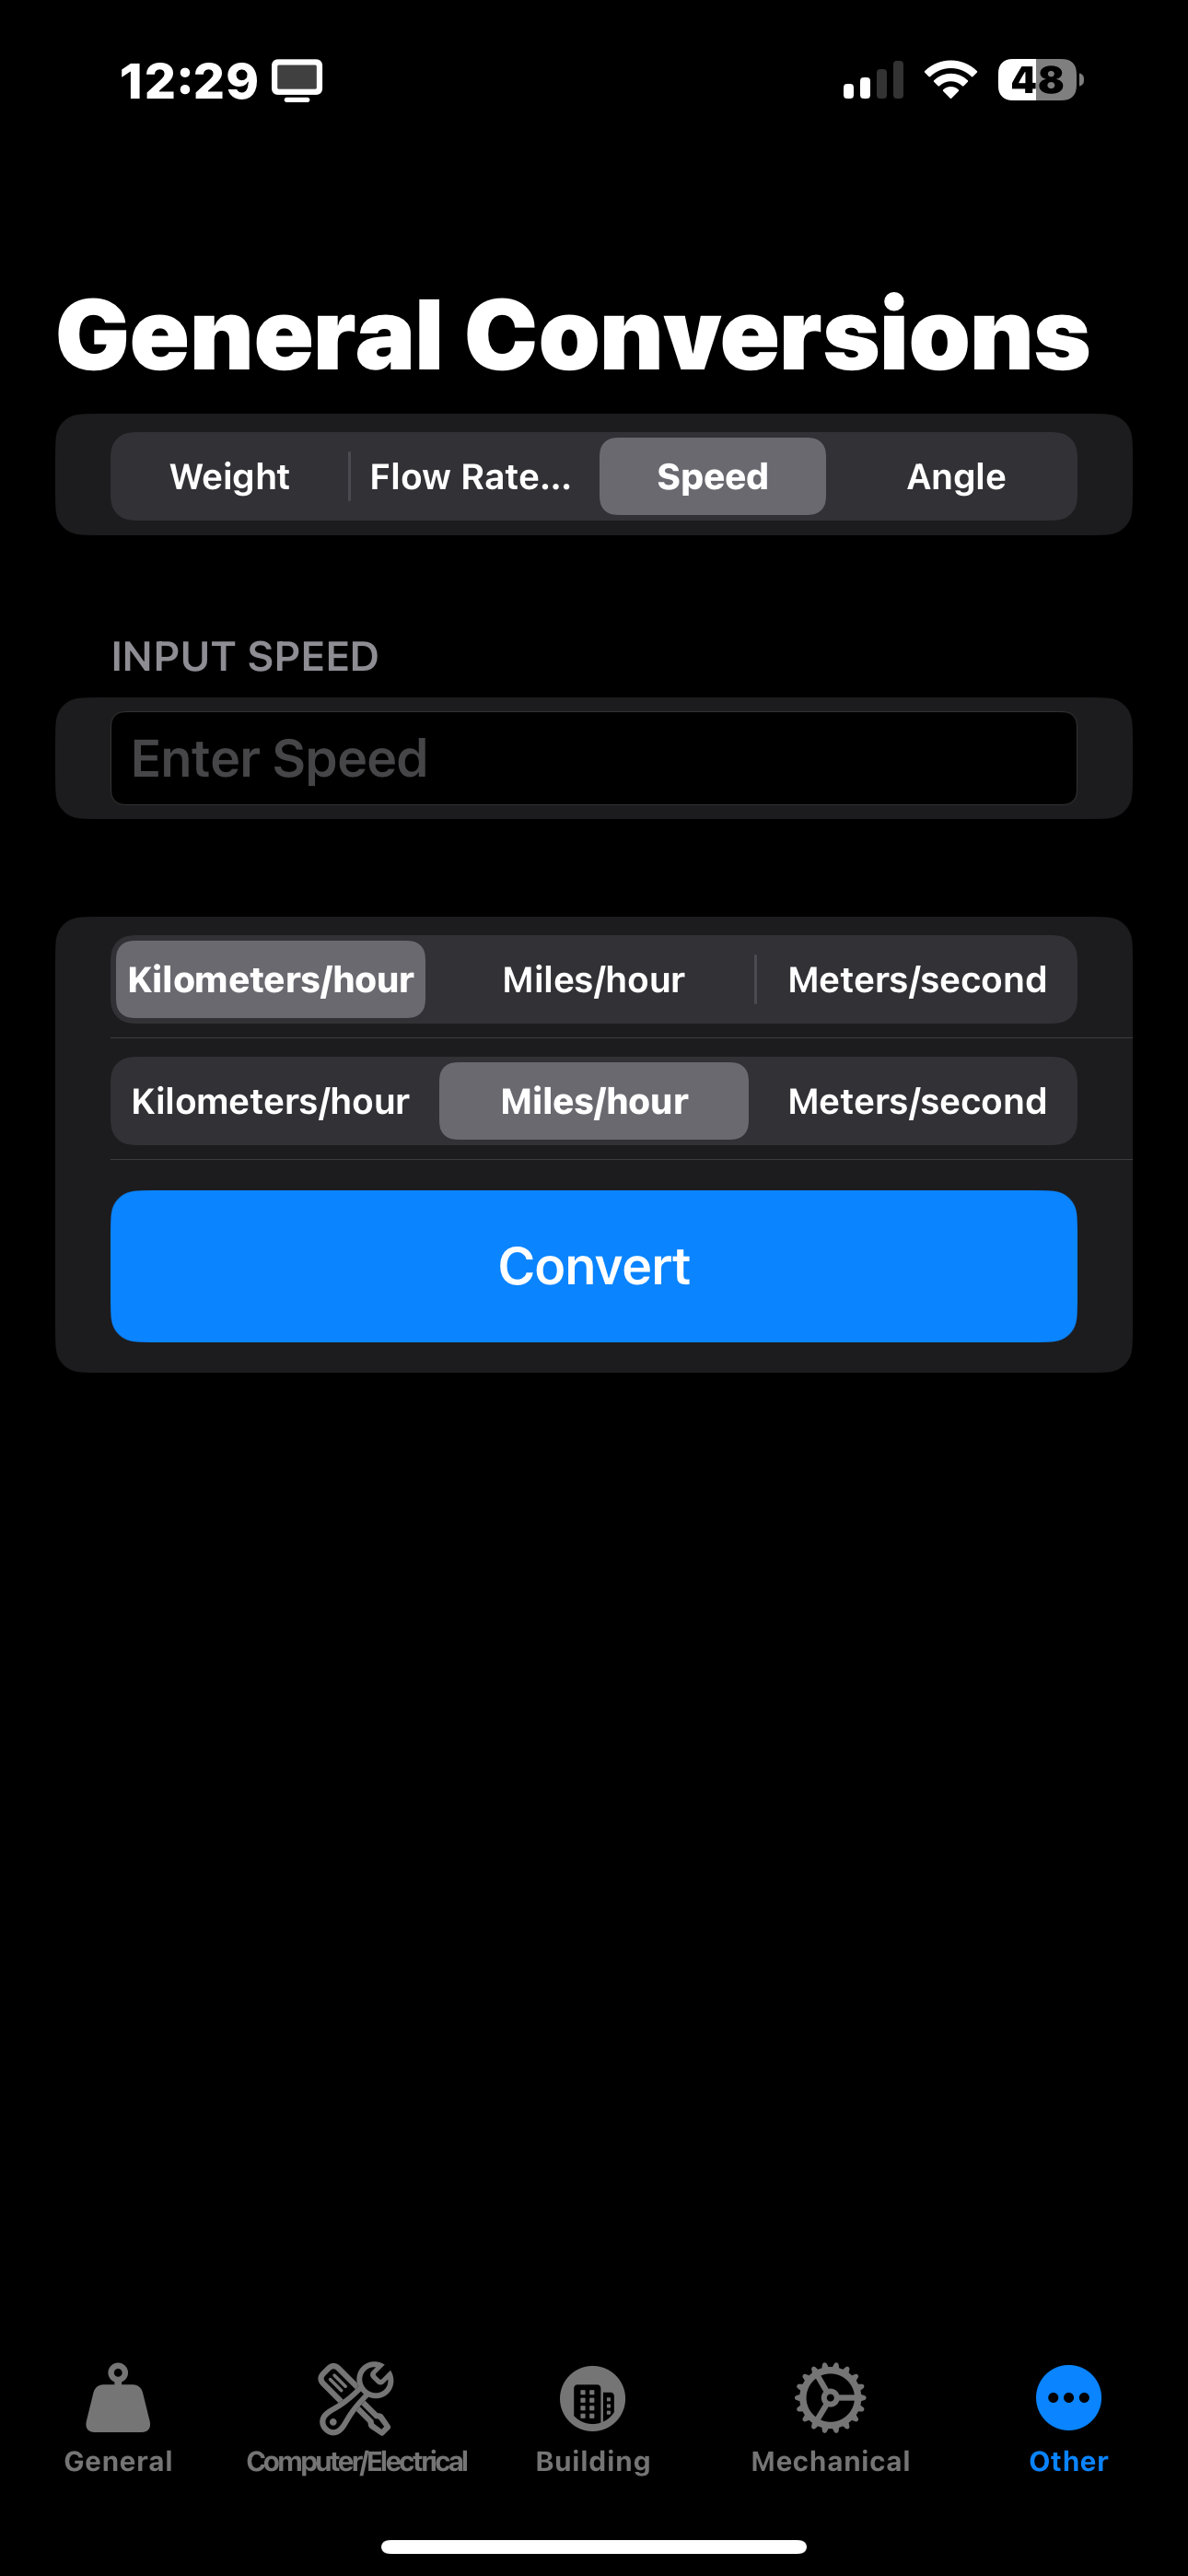 12:29 48
General Conversions
Weight Flow Rate... Speed Angle
INPUT SPEED
Enter Speed
Kilometers/hour Miles/hour Meters/second
Kilometers/hour Miles/hour Meters/second
Convert
General Computer/Electrical Building Mechanical Other